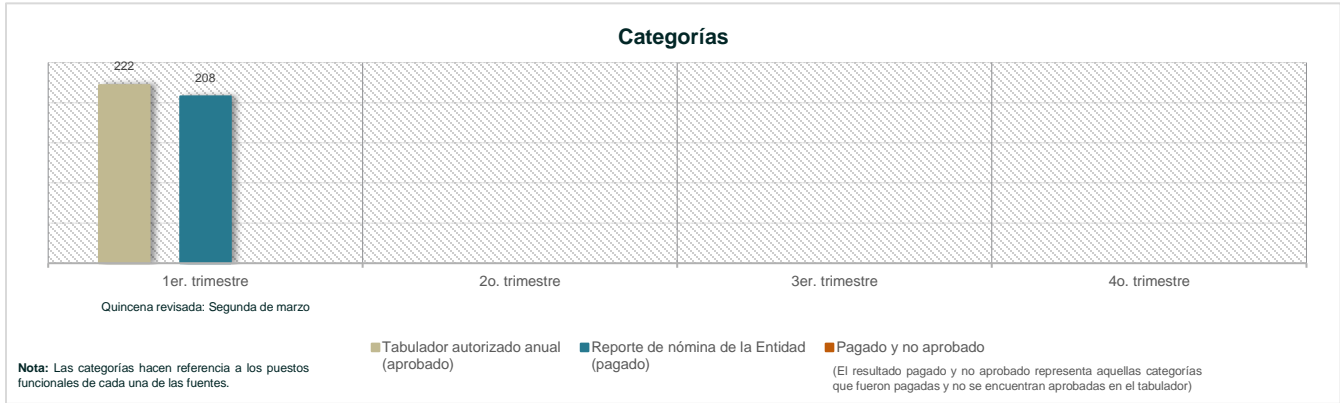 Categorías
222
208
1er. trimestre
2o. trimestre
3er. trimestre
4o. trimestre
Quincena revisada: Segunda de marzo
Tabulador autorizado anual
(aprobado)
Reporte de nómina de la Entidad
(pagado)
Pagado y no aprobado
(El resultado pagado y no aprobado representa aquellas categorías
que fueron pagadas y no se encuentran aprobadas en el tabulador)
Nota: Las categorías hacen referencia a los puestos
funcionales de cada una de las fuentes.